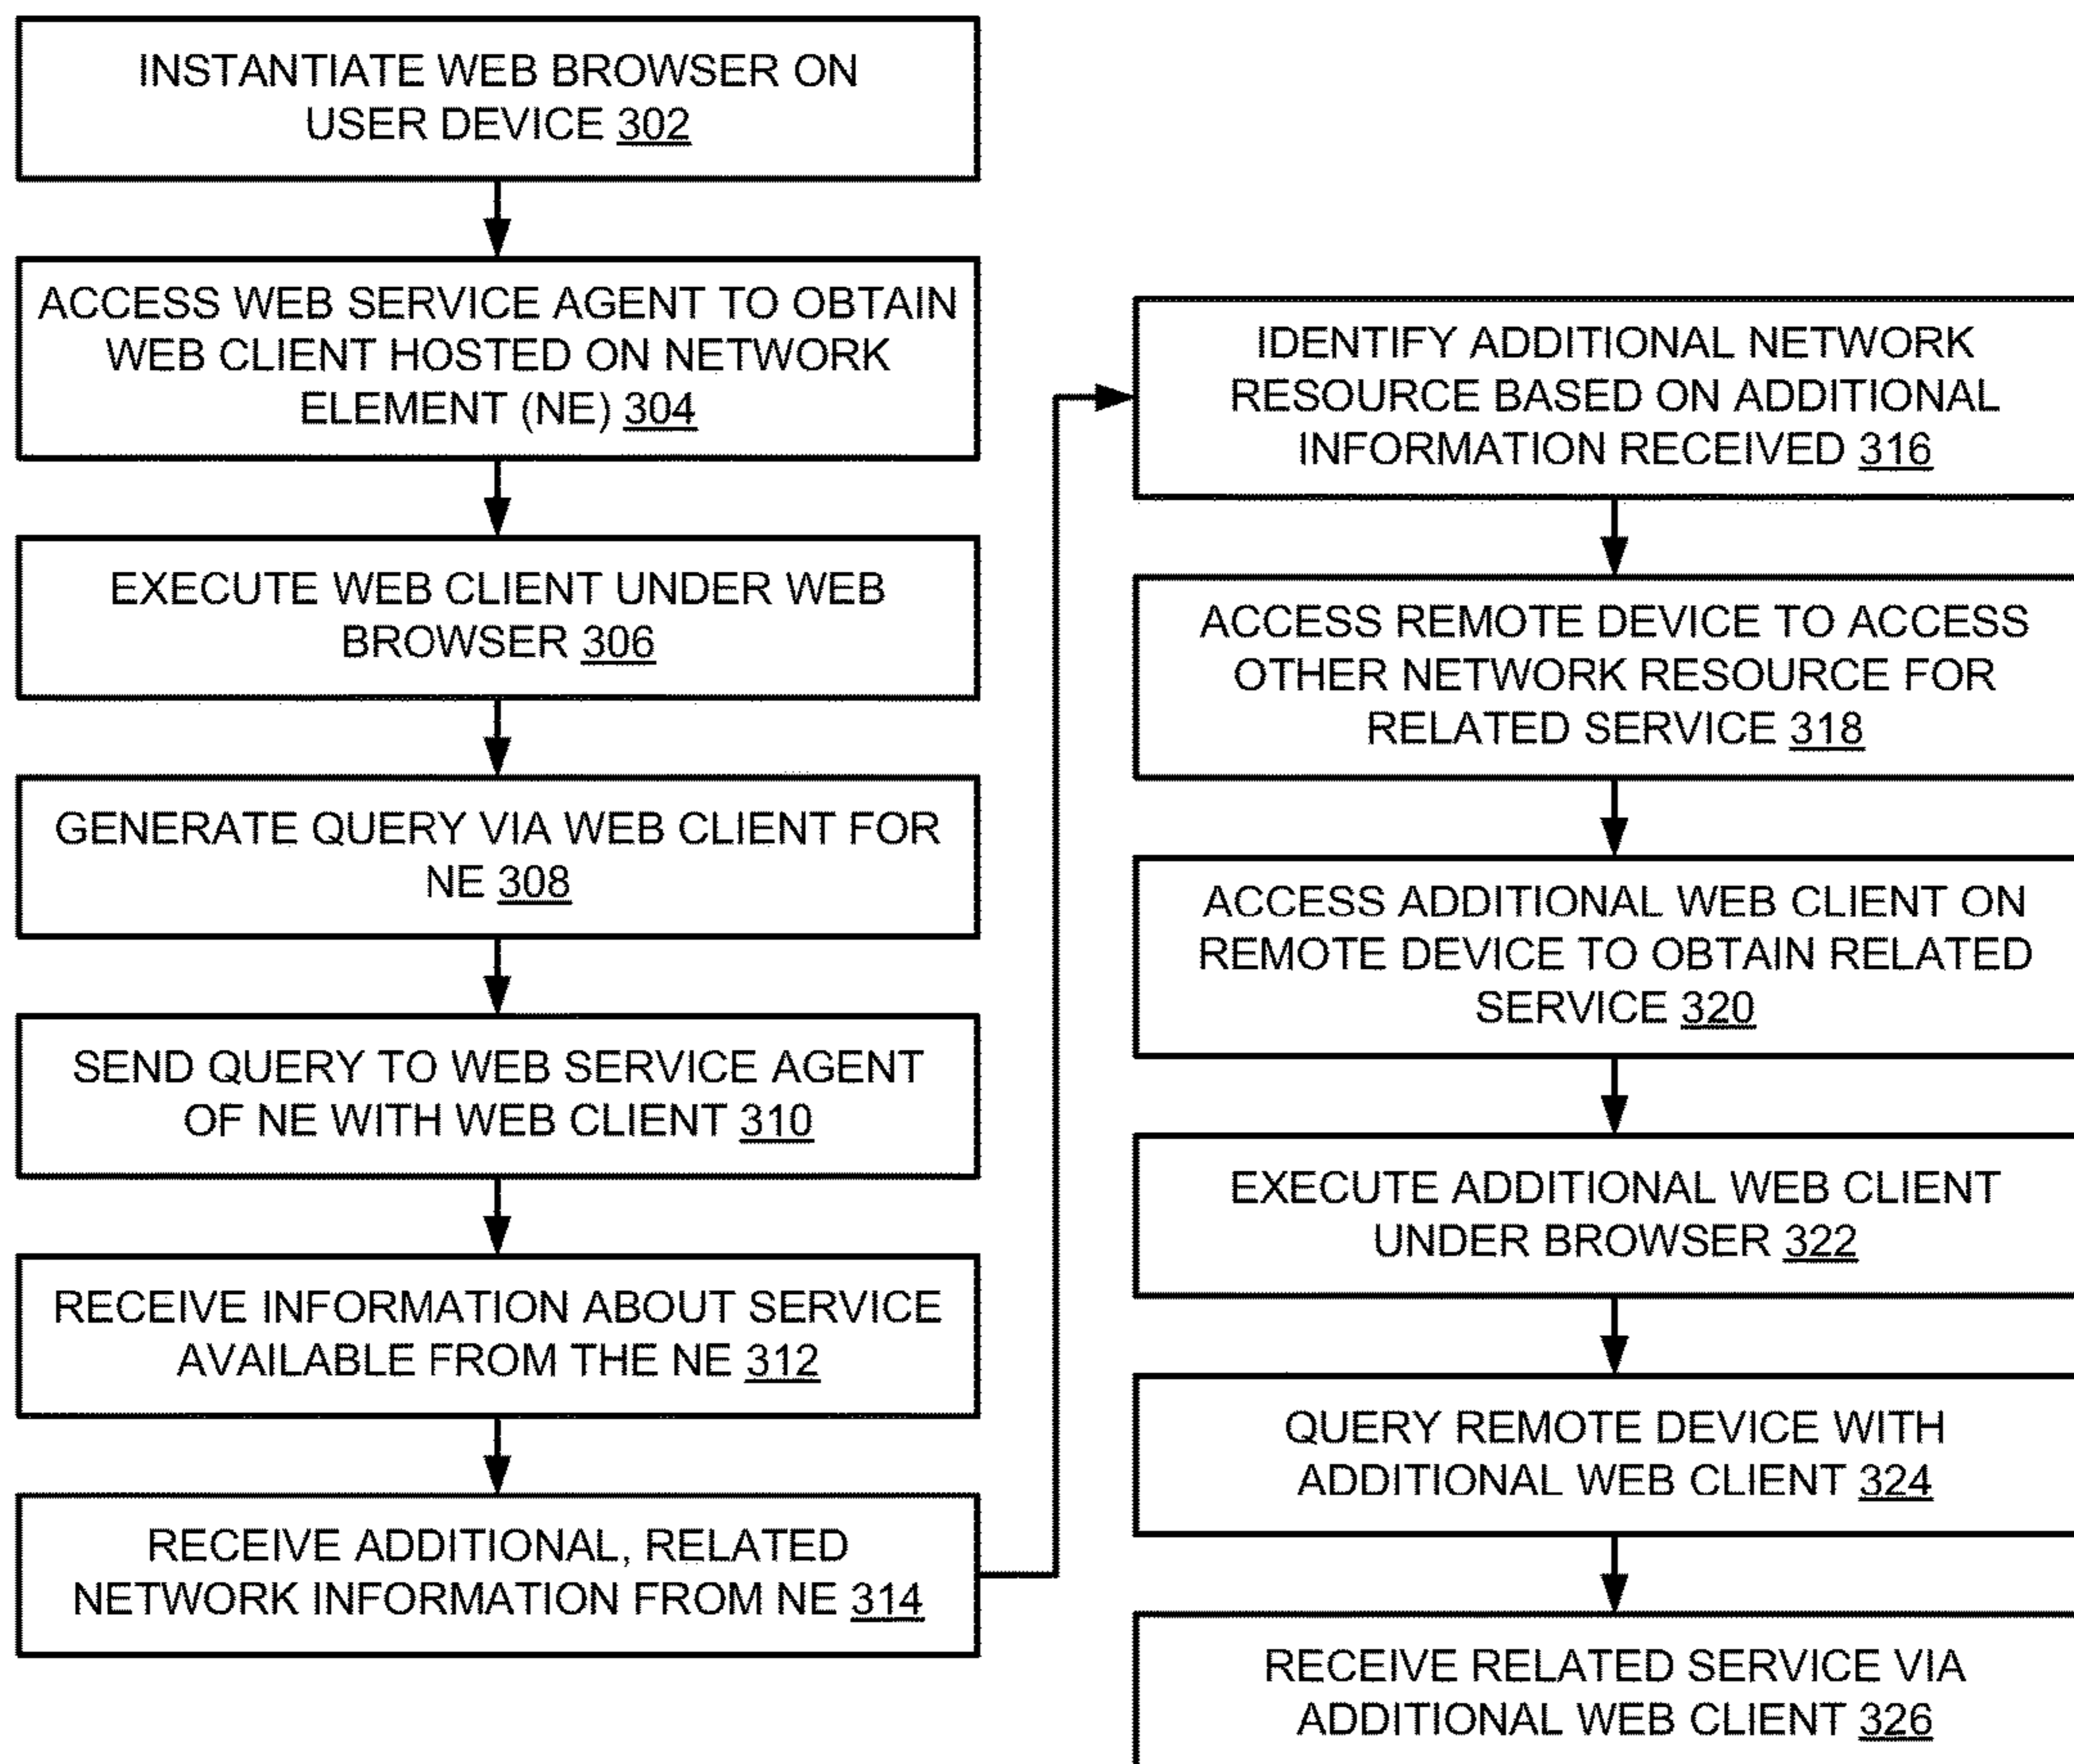 INSTANTIATE WEB BROWSER ON
USER DEVICE 302
ACCESS WEB SERVICE AGENT TO OBTAIN
WEB CLIENT HOSTED ON NETWORK
ELEMENT (NE) 304
EXECUTE WEB CLIENT UNDER WEB
BROWSER 306
GENERATE QUERY VIA WEB CLIENT FOR
NE 308
SEND QUERY TO WEB SERVICE AGENT
OF NE WITH WEB CLIENT 310
RECEIVE INFORMATION ABOUT SERVICE
AVAILABLE FROM THE NE 312
RECEIVE ADDITIONAL, RELATED
NETWORK INFORMATION FROM NE 314
IDENTIFY ADDITIONAL NETWORK
RESOURCE BASED ON ADDITIONAL
INFORMATION RECEIVED 316
ACCESS REMOTE DEVICE TO ACCESS
OTHER NETWORK RESOURCE FOR
RELATED SERVICE 318
ACCESS ADDITIONAL WEB CLIENT ON
REMOTE DEVICE TO OBTAIN RELATED
SERVICE 320
EXECUTE ADDITIONAL WEB CLIENT
UNDER BROWSER 322
QUERY REMOTE DEVICE WITH
ADDITIONAL WEB CLIENT 324
RECEIVE RELATED SERVICE VIA
ADDITIONAL WEB CLIENT 326